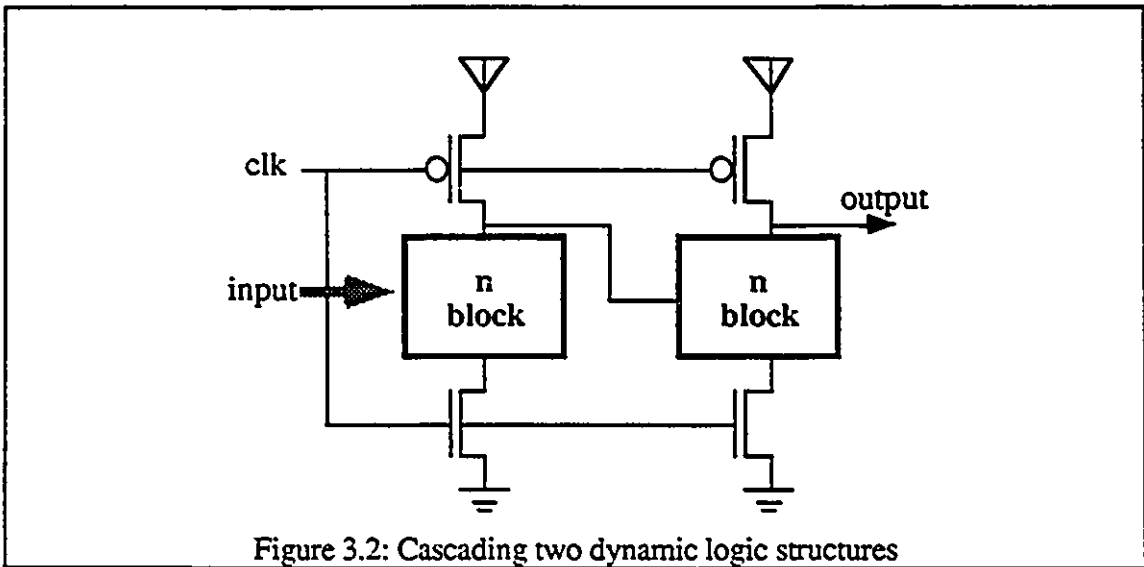 clk
output
input
n
block
n
block
Figure 3.2: Cascading two dynamic logic structures